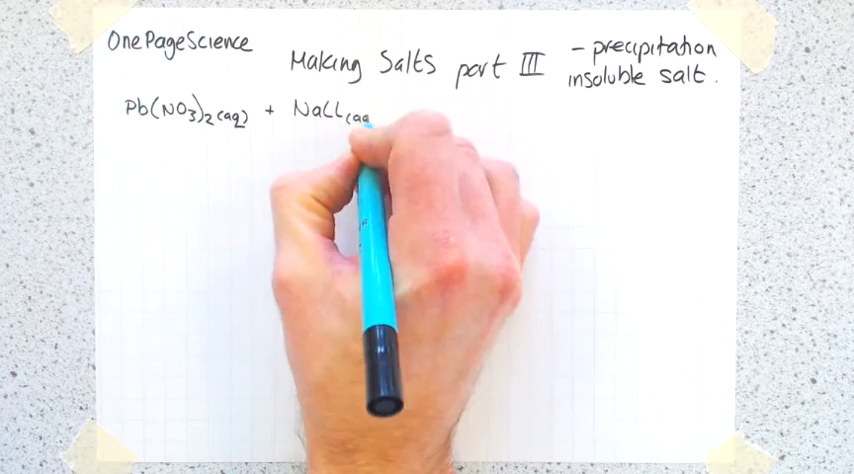 OnePageScience
Making Salts part III
- precipitation
insoluble salt.
Pb(NO3)2(aq) + NaCl(aq